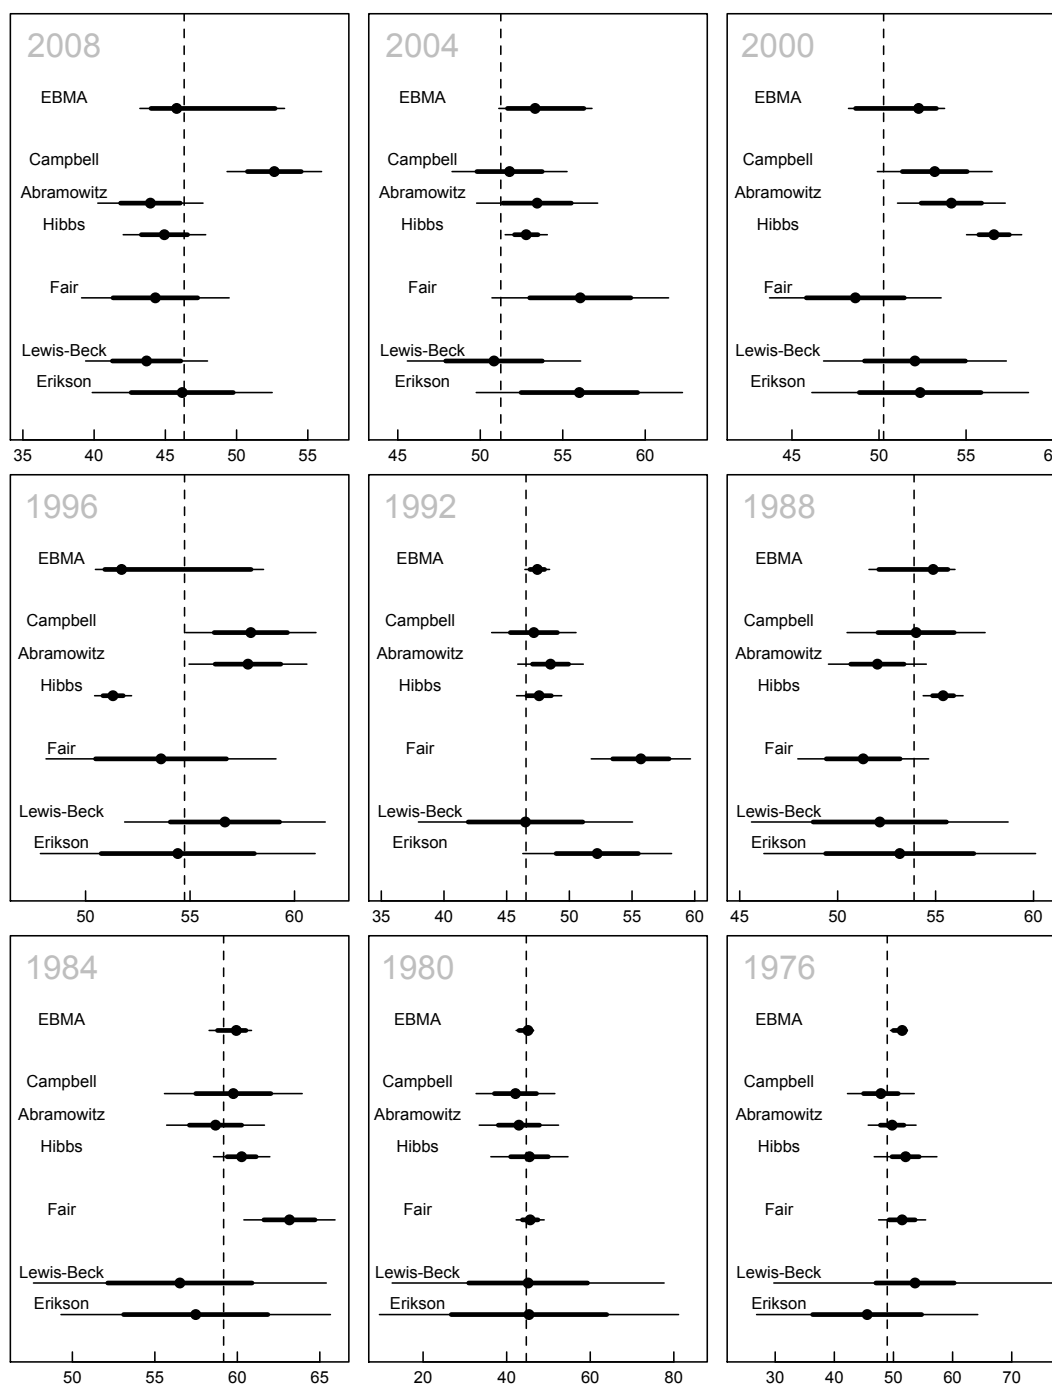 2008
EBMA
Campbell
Abramowitz
Hibbs
Fair
Lewis-Beck
Erikson
35 40 45 50 55
2004
EBMA
Campbell
Abramowitz
Hibbs
Fair
Lewis-Beck
Erikson
45 50 55 60
2000
EBMA
Campbell
Abramowitz
Hibbs
Fair
Lewis-Beck
Erikson
45 50 55
1996
EBMA
Campbell
Abramowitz
Hibbs
Fair
Lewis-Beck
Erikson
50 55 60
1992
EBMA
Campbell
Abramowitz
Hibbs
Fair
Lewis-Beck
Erikson
35 40 45 50 55 60
1988
EBMA
Campbell
Abramowitz
Hibbs
Fair
Lewis-Beck
Erikson
45 50 55 60
1984
EBMA
Campbell
Abramowitz
Hibbs
Fair
Lewis-Beck
Erikson
50 55 60 65
1980
EBMA
Campbell
Abramowitz
Hibbs
Fair
Lewis-Beck
Erikson
20 40 60 80
1976
EBMA
Campbell
Abramowitz
Hibbs
Fair
Lewis-Beck
Erikson
30 40 50 60 70